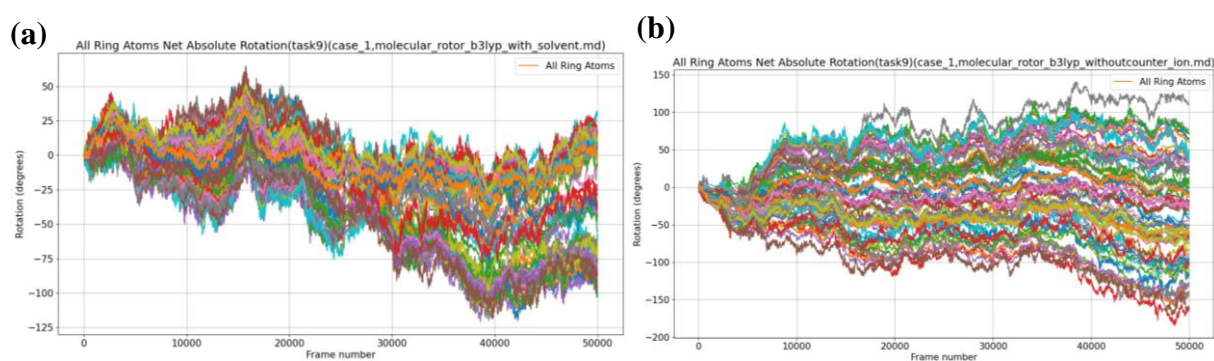 (a)
All Ring Atoms Net Absolute Rotation(task9)(case_1,molecular_rotor_b3lyp_with_solvent.md)
All Ring Atoms
50
25
0
−25
−50
−75
−100
−125
Rotation (degrees)
0 10000 20000 30000 40000 50000
Frame number
(b)
All Ring Atoms Net Absolute Rotation(task9)(case_1,molecular_rotor_b3lyp_withoutcounter_ion.md)
All Ring Atoms
150
100
50
0
−50
−100
−150
−200
Rotation (degrees)
0 10000 20000 30000 40000 50000
Frame number